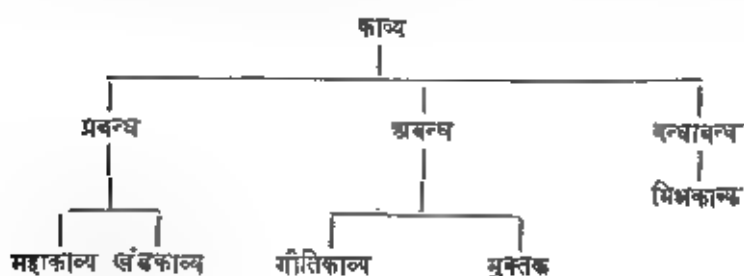 काव्य
प्रबन्ध अबन्ध बन्धाबन्ध
मिश्रकाव्य
महाकाव्य खंडकाव्य गीतिकाव्य मुक्तक